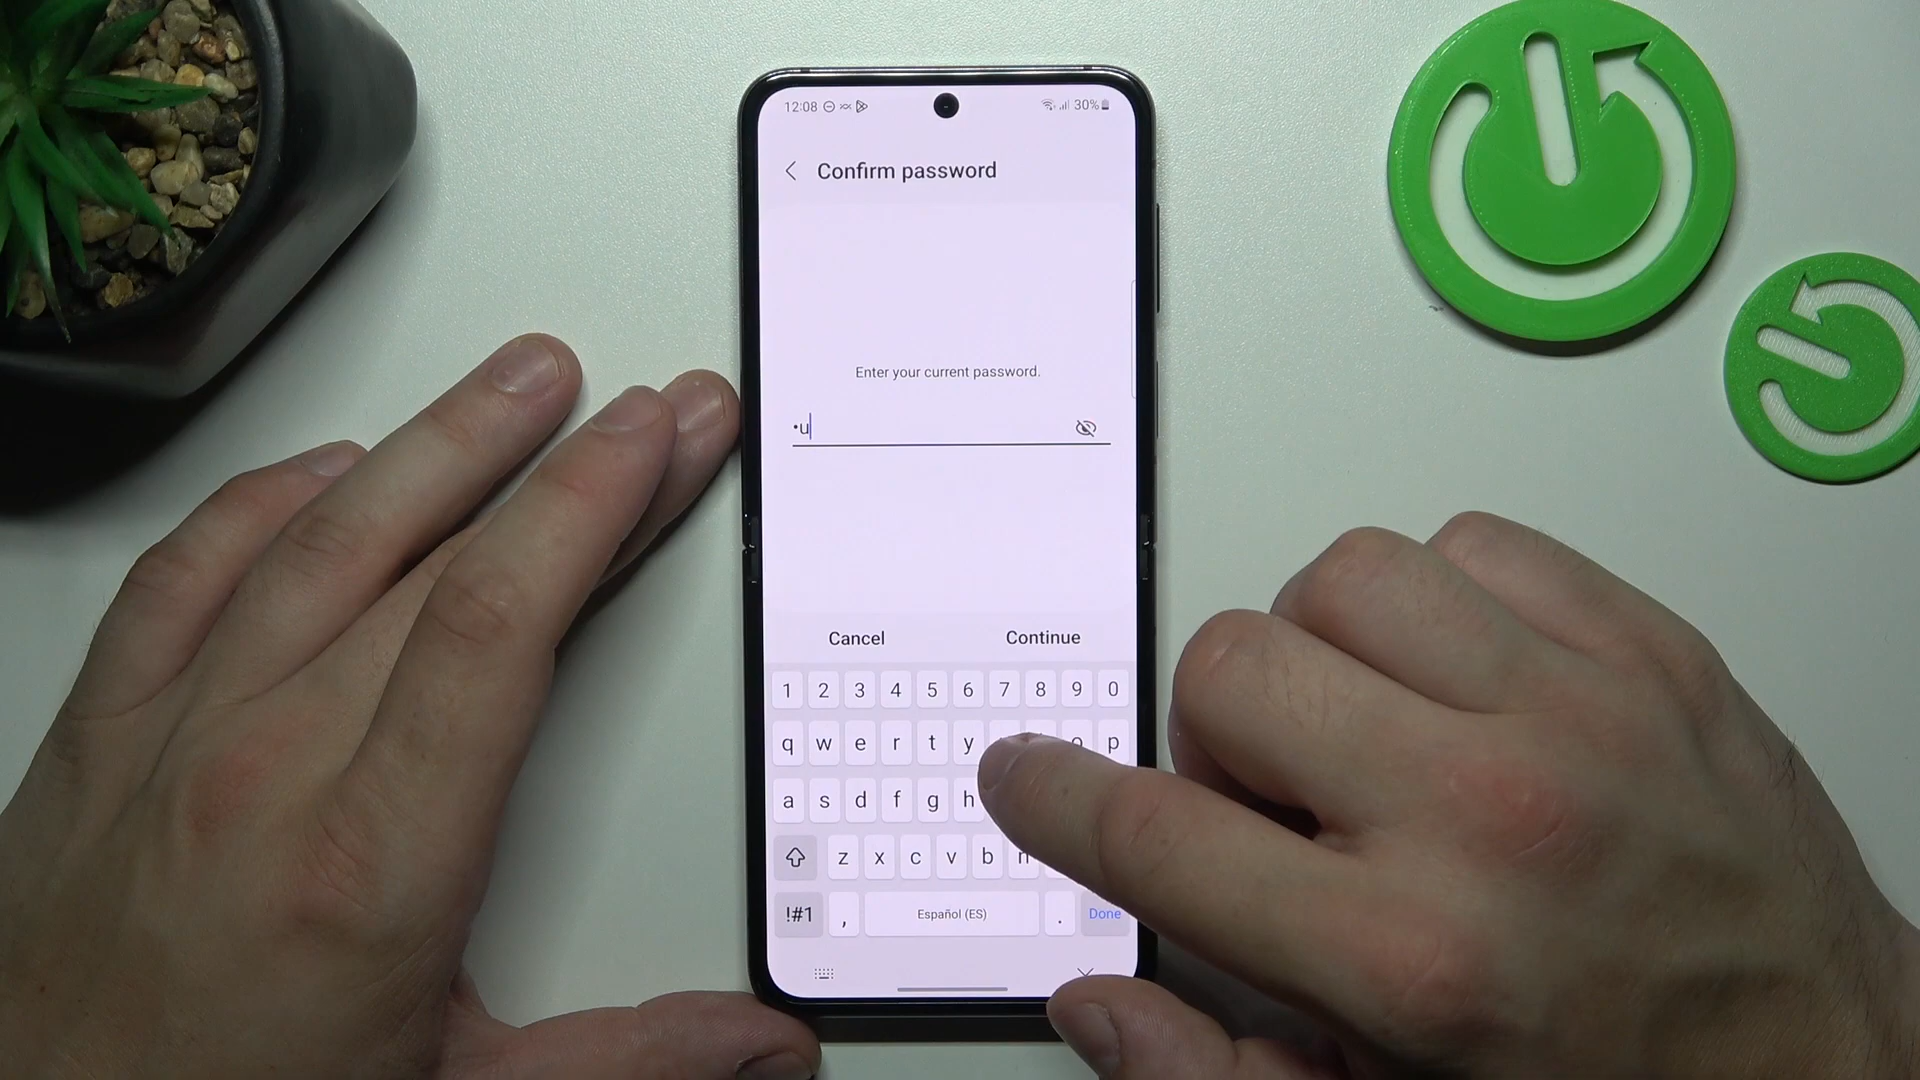 12:08 30%
Confirm password
Enter your current password.
•u
Cancel Continue
1 2 3 4 5 6 7 8 9 0
q w e r t y o p
a s d f g h
z x c v b n
!#1 , Español (ES) . Done